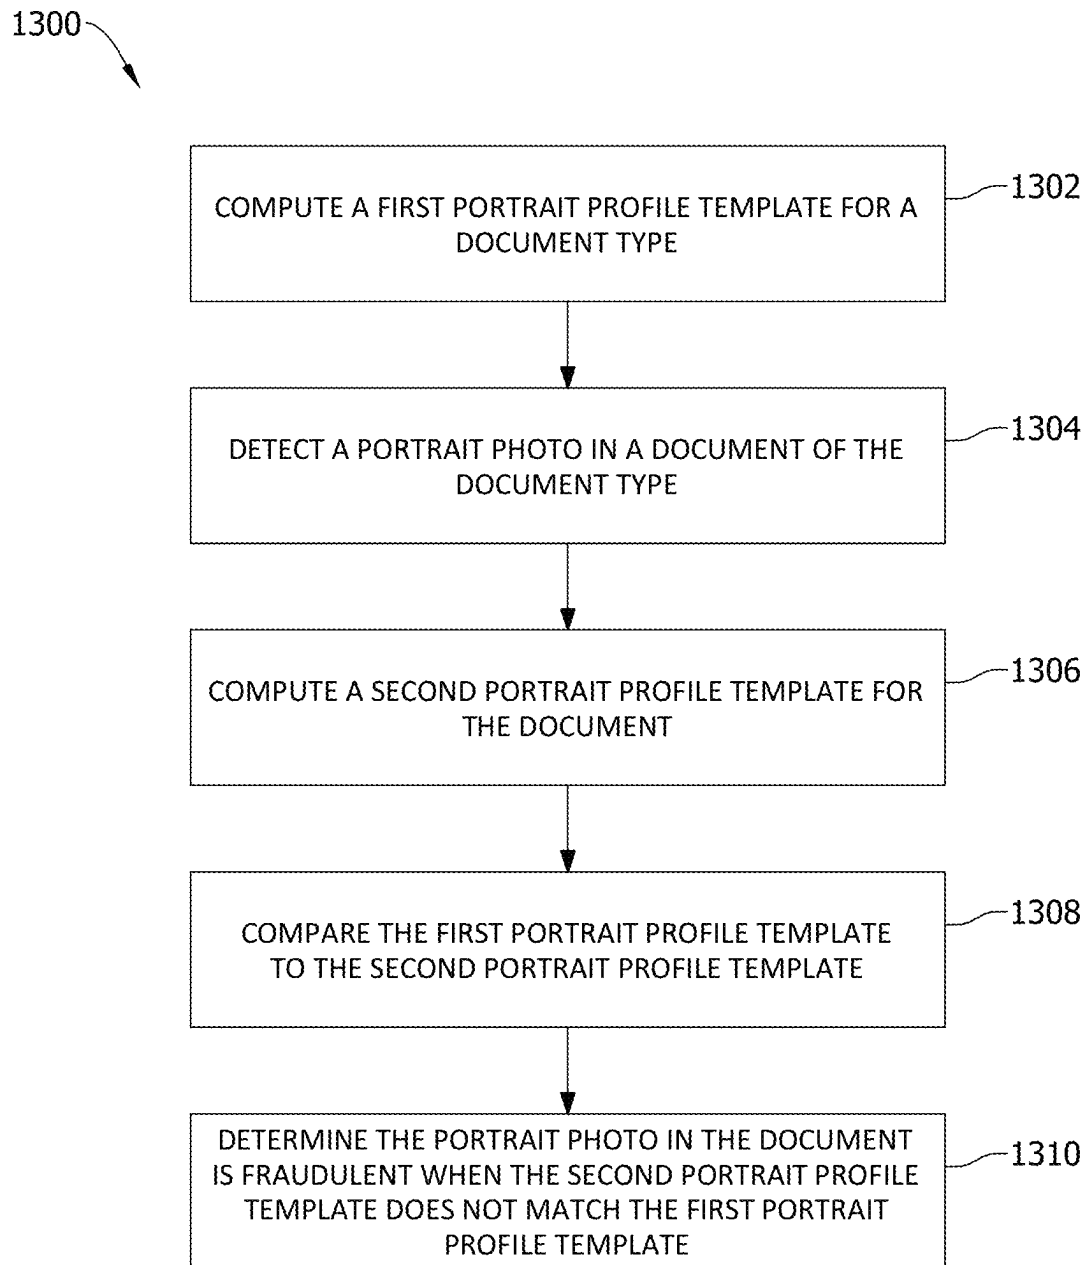 1300
COMPUTE A FIRST PORTRAIT PROFILE TEMPLATE FOR A
DOCUMENT TYPE
1302
DETECT A PORTRAIT PHOTO IN A DOCUMENT OF THE
DOCUMENT TYPE
1304
COMPUTE A SECOND PORTRAIT PROFILE TEMPLATE FOR
THE DOCUMENT
1306
COMPARE THE FIRST PORTRAIT PROFILE TEMPLATE
TO THE SECOND PORTRAIT PROFILE TEMPLATE
1308
DETERMINE THE PORTRAIT PHOTO IN THE DOCUMENT
IS FRAUDULENT WHEN THE SECOND PORTRAIT PROFILE
TEMPLATE DOES NOT MATCH THE FIRST PORTRAIT
PROFILE TEMPLATE
1310